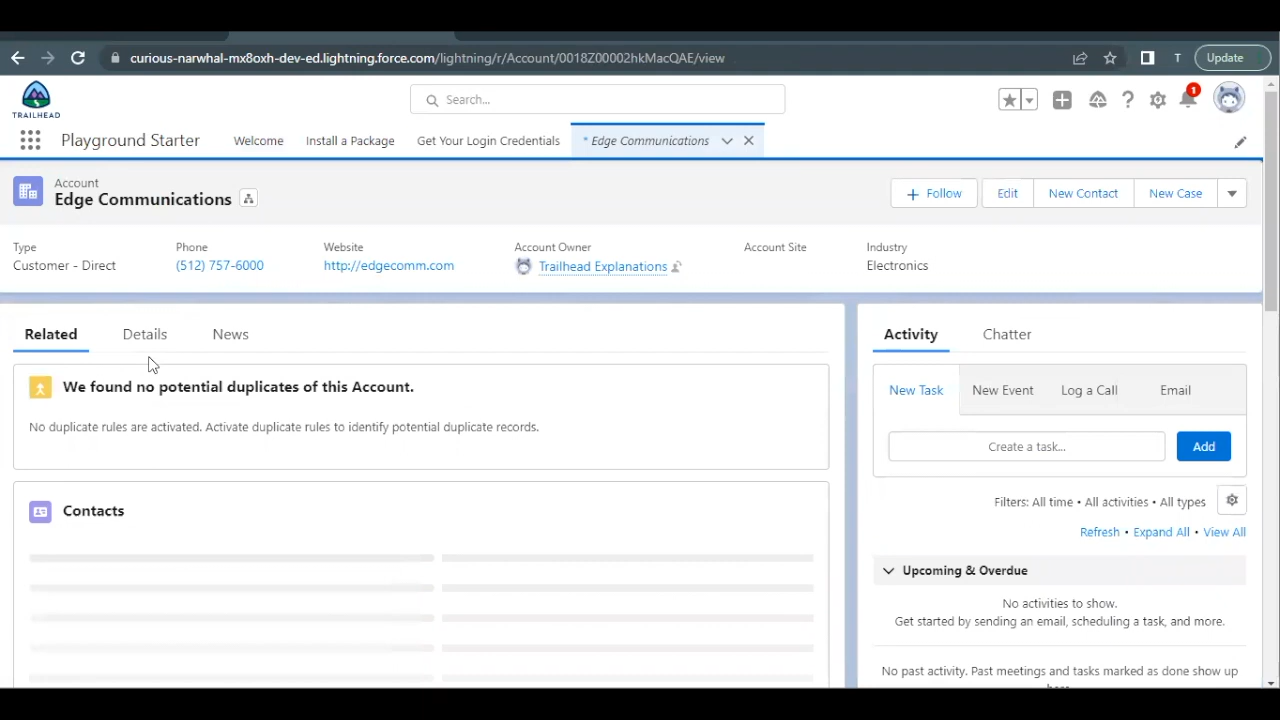 curious-narwhal-mx8oxh-dev-ed.lightning.force.com/lightning/r/Account/0018Z00002hkMacQAE/view
T
Update
TRAILHEAD
Search...
1
Playground Starter
Welcome
Install a Package
Get Your Login Credentials
* Edge Communications
Account
Edge Communications
Follow
Edit
New Contact
New Case
Type
Phone
Website
Account Owner
Account Site
Industry
Customer - Direct
(512) 757-6000
http://edgecomm.com
Trailhead Explanations
Electronics
Related
Details
News
Activity
Chatter
We found no potential duplicates of this Account.
No duplicate rules are activated. Activate duplicate rules to identify potential duplicate records.
New Task
New Event
Log a Call
Email
Create a task...
Add
Contacts
Filters: All time • All activities • All types
Refresh • Expand All • View All
Upcoming & Overdue
No activities to show.
Get started by sending an email, scheduling a task, and more.
No past activity. Past meetings and tasks marked as done show up